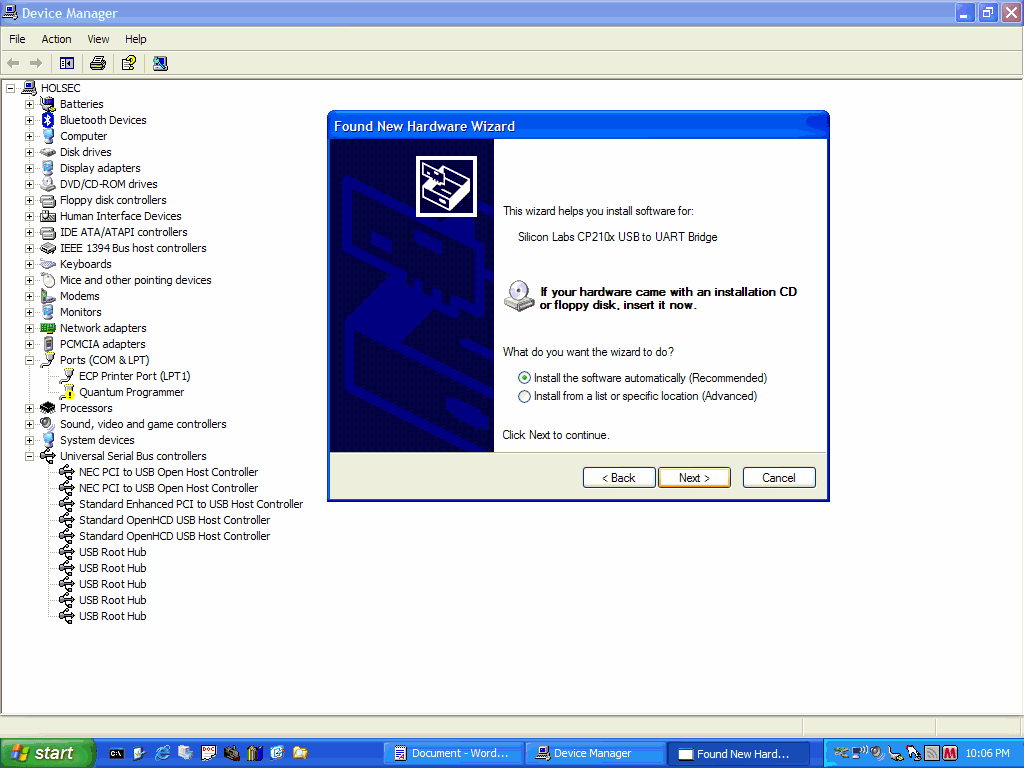 Device Manager
File Action View Help
HOLSEC
Batteries
Bluetooth Devices
Computer
Disk drives
Display adapters
DVD/CD-ROM drives
Floppy disk controllers
Human Interface Devices
IDE ATA/ATAPI controllers
IEEE 1394 Bus host controllers
Keyboards
Mice and other pointing devices
Modems
Monitors
Network adapters
PCMCIA adapters
Ports (COM & LPT)
ECP Printer Port (LPT1)
Quantum Programmer
Processors
Sound, video and game controllers
System devices
Universal Serial Bus controllers
NEC PCI to USB Open Host Controller
NEC PCI to USB Open Host Controller
Standard Enhanced PCI to USB Host Controller
Standard OpenHCD USB Host Controller
Standard OpenHCD USB Host Controller
USB Root Hub
USB Root Hub
USB Root Hub
USB Root Hub
USB Root Hub
Found New Hardware Wizard
This wizard helps you install software for:
Silicon Labs CP210x USB to UART Bridge
If your hardware came with an installation CD
or floppy disk, insert it now.
What do you want the wizard to do?
Install the software automatically (Recommended)
Install from a list or specific location (Advanced)
Click Next to continue.
< Back Next > Cancel
start Document - Word... Device Manager Found New Hard... 10:06 PM